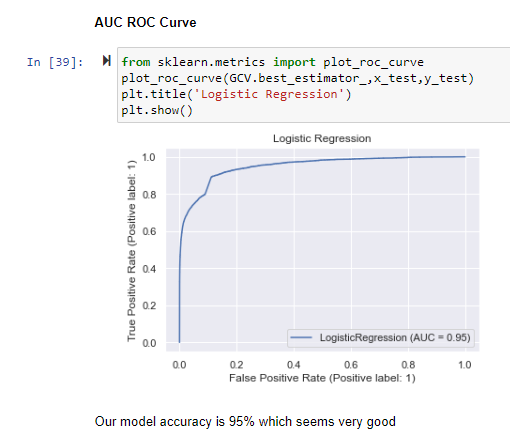 AUC ROC Curve
In [39]:
from sklearn.metrics import plot_roc_curve
plot_roc_curve(GCV.best_estimator_,x_test,y_test)
plt.title('Logistic Regression')
plt.show()
Logistic Regression
True Positive Rate (Positive label: 1)
1.0
0.8
0.6
0.4
0.2
0.0
LogisticRegression (AUC = 0.95)
0.0 0.2 0.4 0.6 0.8 1.0
False Positive Rate (Positive label: 1)
Our model accuracy is 95% which seems very good